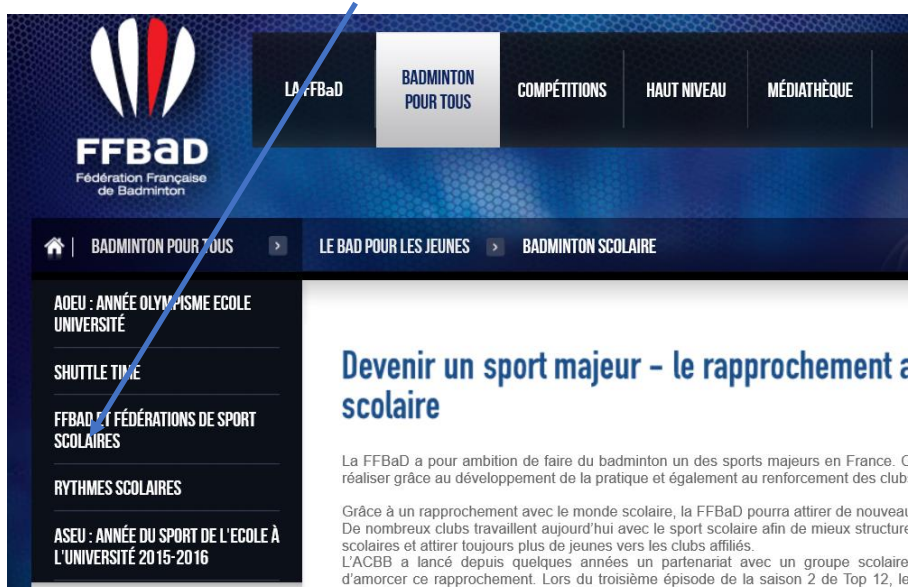 LA FFBaD
BADMINTON
POUR TOUS
COMPÉTITIONS
HAUT NIVEAU
MÉDIATHÈQUE
FFBaD
Fédération Française
de Badminton
| BADMINTON POUR TOUS > LE BAD POUR LES JEUNES > BADMINTON SCOLAIRE
AOEU : ANNÉE OLYMPISME ECOLE
UNIVERSITÉ
SHUTTLE TIME
FFBAD ET FÉDÉRATIONS DE SPORT
SCOLAIRES
RYTHMES SCOLAIRES
ASEU : ANNÉE DU SPORT DE L'ECOLE À
L'UNIVERSITÉ 2015-2016
Devenir un sport majeur – le rapprochement a
scolaire
La FFBaD a pour ambition de faire du badminton un des sports majeurs en France. C
réaliser grâce au développement de la pratique et également au renforcement des clubs
Grâce à un rapprochement avec le monde scolaire, la FFBaD pourra attirer de nouveau
De nombreux clubs travaillent aujourd'hui avec le sport scolaire afin de mieux structure
scolaires et attirer toujours plus de jeunes vers les clubs affiliés.
L'ACBB a lancé depuis quelques années un partenariat avec un groupe scolaire
d'amorcer ce rapprochement. Lors du troisième épisode de la saison 2 de Top 12, la